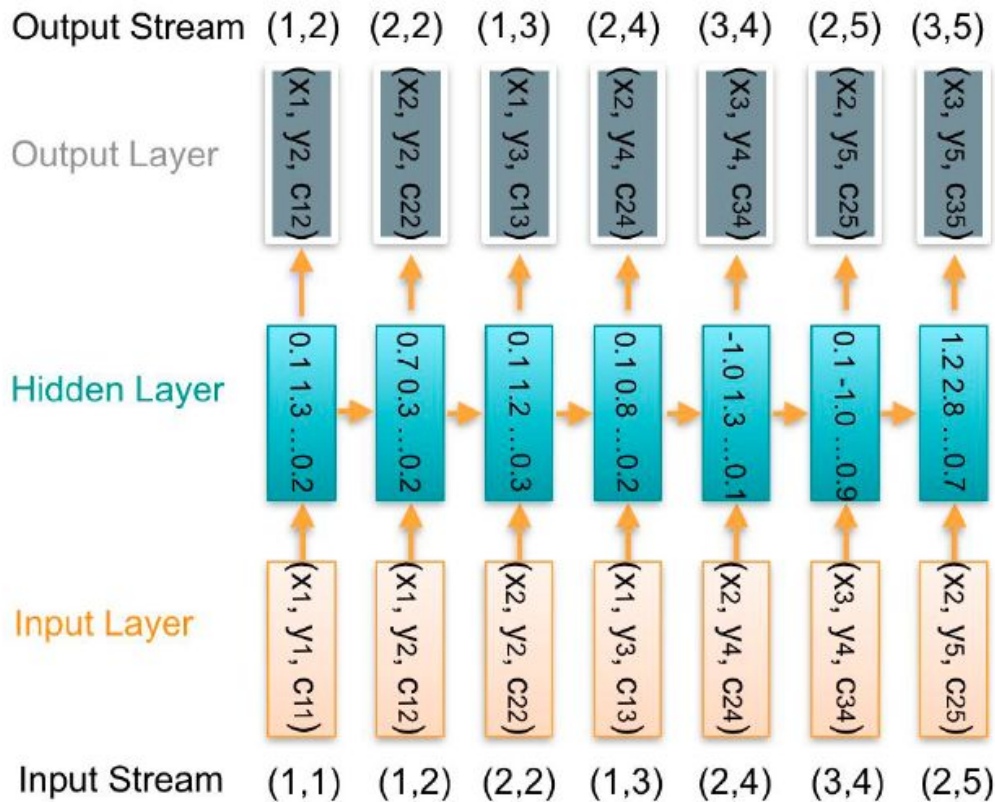 Output Stream (1,2) (2,2) (1,3) (2,4) (3,4) (2,5) (3,5)
Output Layer
(x1, y2, c12)
(x2, y2, c22)
(x1, y3, c13)
(x2, y4, c24)
(x3, y4, c34)
(x2, y5, c25)
(x3, y5, c35)
Hidden Layer
0.1 1.3 ...0.2
0.7 0.3 ...0.2
0.1 1.2 ...0.3
0.1 0.8 ...0.2
-1.0 1.3 ...0.1
0.1 -1.0 ...0.9
1.2 2.8 ...0.7
Input Layer
(x1, y1, c11)
(x1, y2, c12)
(x2, y2, c22)
(x1, y3, c13)
(x2, y4, c24)
(x3, y4, c34)
(x2, y5, c25)
Input Stream (1,1) (1,2) (2,2) (1,3) (2,4) (3,4) (2,5)